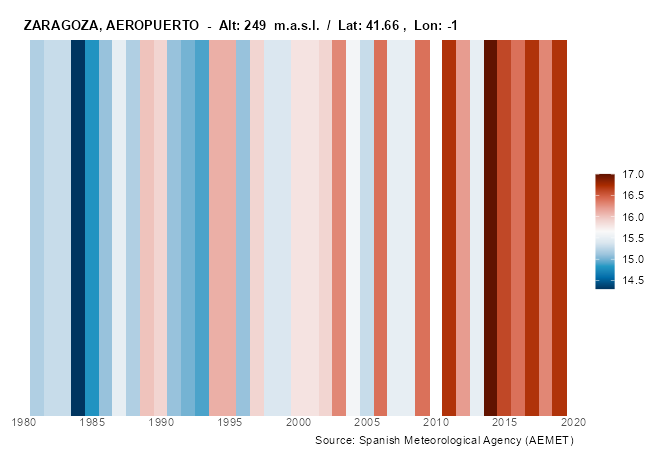 ZARAGOZA, AEROPUERTO - Alt: 249 m.a.s.l. / Lat: 41.66 , Lon: -1
17.0
16.5
16.0
15.5
15.0
14.5
1980 1985 1990 1995 2000 2005 2010 2015 2020
Source: Spanish Meteorological Agency (AEMET)